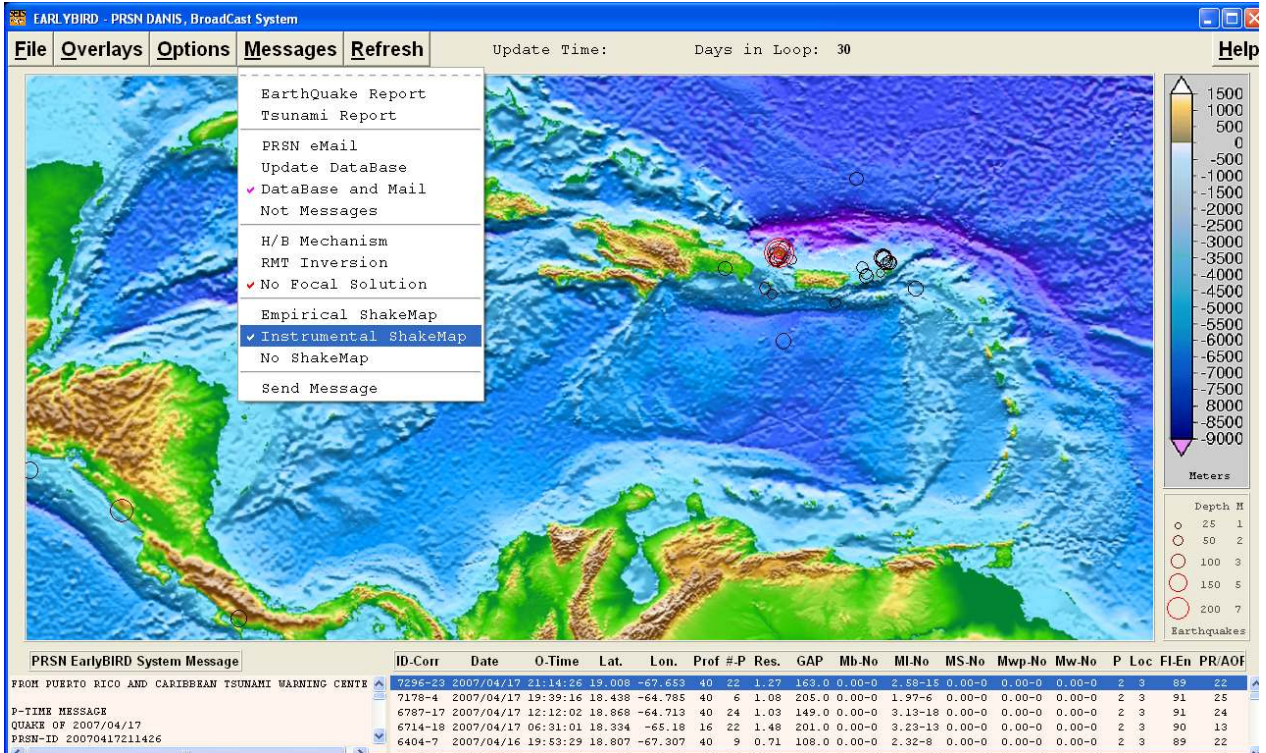 EARLYBIRD - PRSN DANIS, BroadCast System
File Overlays Options Messages Refresh Update Time: Days in Loop: 30 Help
EarthQuake Report
Tsunami Report
PRSN eMail
Update DataBase
DataBase and Mail
Not Messages
H/B Mechanism
RMT Inversion
No Focal Solution
Empirical ShakeMap
Instrumental ShakeMap
No ShakeMap
Send Message
1500
1000
500
0
-500
-1000
-1500
-2000
-2500
-3000
-3500
-4000
-4500
-5000
-5500
-6000
-6500
-7000
-7500
-8000
-8500
-9000
Meters
Depth M
25 1
50 2
100 3
150 5
200 7
Earthquakes
PRSN EarlyBIRD System Message
FROM PUERTO RICO AND CARIBBEAN TSUNAMI WARNING CENTE
P-TIME MESSAGE
QUAKE OF 2007/04/17
PRSN-ID 20070417211426
ID-Corr Date O-Time Lat. Lon. Prof #-P Res. GAP Mb-No Ml-No MS-No Mwp-No Mw-No P Loc Fl-En PR/AOF
7296-23 2007/04/17 21:14:26 19.008 -67.653 40 22 1.27 163.0 0.00-0 2.58-15 0.00-0 0.00-0 0.00-0 2 3 89 22
7178-4 2007/04/17 19:39:16 18.438 -64.785 40 6 1.08 205.0 0.00-0 1.97-6 0.00-0 0.00-0 0.00-0 2 3 91 25
6787-17 2007/04/17 12:12:02 18.868 -64.713 40 24 1.03 149.0 0.00-0 3.13-18 0.00-0 0.00-0 0.00-0 2 3 91 24
6714-18 2007/04/17 06:31:01 18.334 -65.18 16 22 1.48 201.0 0.00-0 3.23-13 0.00-0 0.00-0 0.00-0 2 3 90 13
6404-7 2007/04/16 19:53:29 18.807 -67.307 40 9 0.71 108.0 0.00-0 2.32-8 0.00-0 0.00-0 0.00-0 2 3 88 22